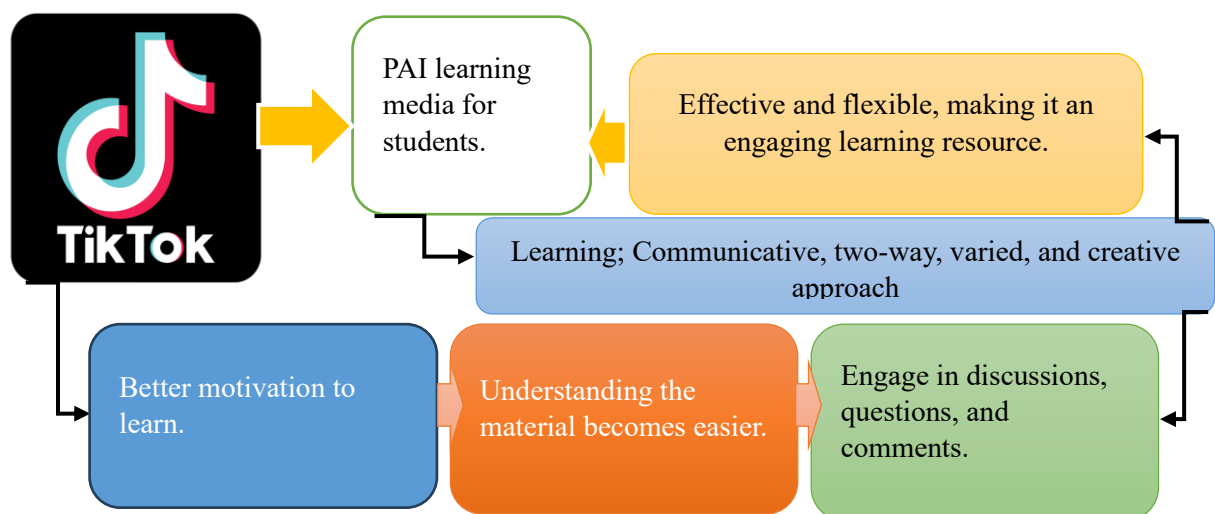 TikTok
PAI learning
media for
students.
Effective and flexible, making it an
engaging learning resource.
Learning; Communicative, two-way, varied, and creative
approach
Better motivation to
learn.
Understanding the
material becomes easier.
Engage in discussions,
questions, and
comments.